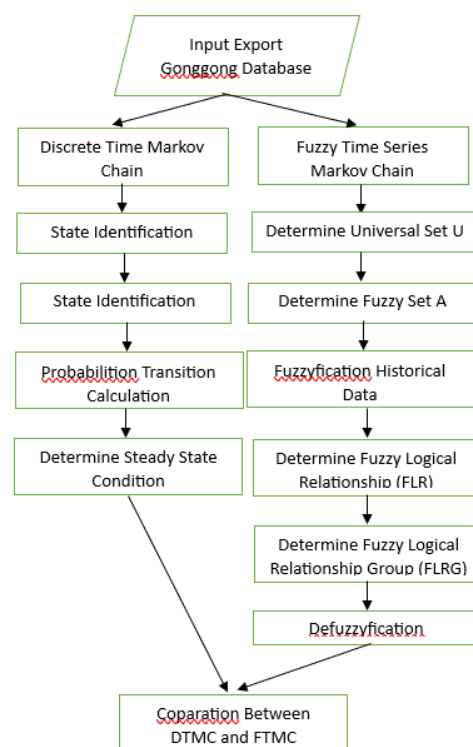 Input Export
Gonggong Database
Discrete Time Markov
Chain
State Identification
State Identification
Probabilition Transition
Calculation
Determine Steady State
Condition
Fuzzy Time Series
Markov Chain
Determine Universal Set U
Determine Fuzzy Set A
Fuzzyfication Historical
Data
Determine Fuzzy Logical
Relationship (FLR)
Determine Fuzzy Logical
Relationship Group (FLRG)
Defuzzyfication
Coparation Between
DTMC and FTMC